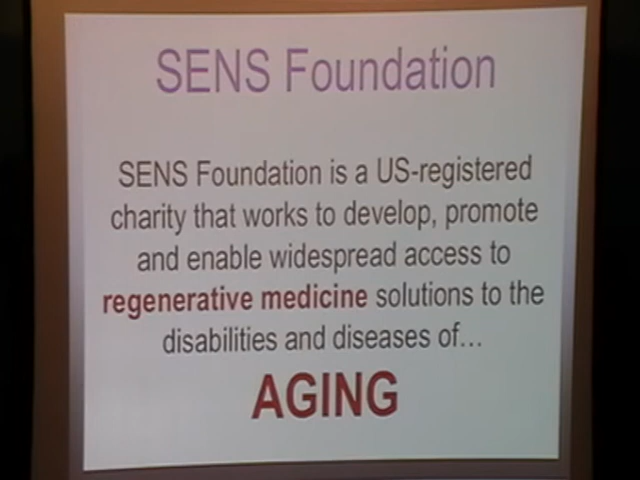 SENS Foundation
SENS Foundation is a US-registered
charity that works to develop, promote
and enable widespread access to
regenerative medicine solutions to the
disabilities and diseases of...
AGING